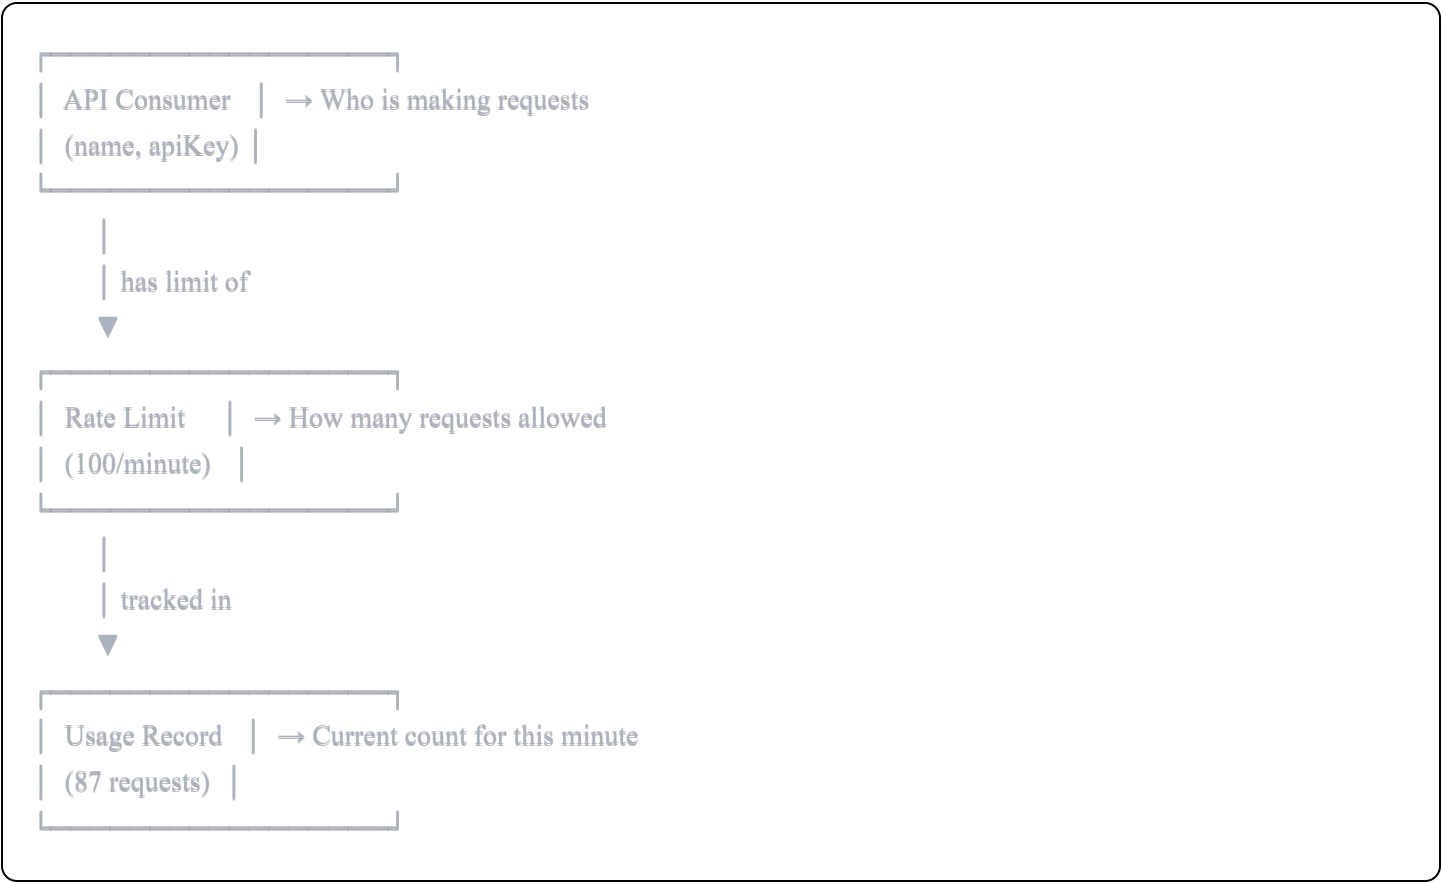 API Consumer → Who is making requests
(name, apiKey)
has limit of
Rate Limit → How many requests allowed
(100/minute)
tracked in
Usage Record → Current count for this minute
(87 requests)